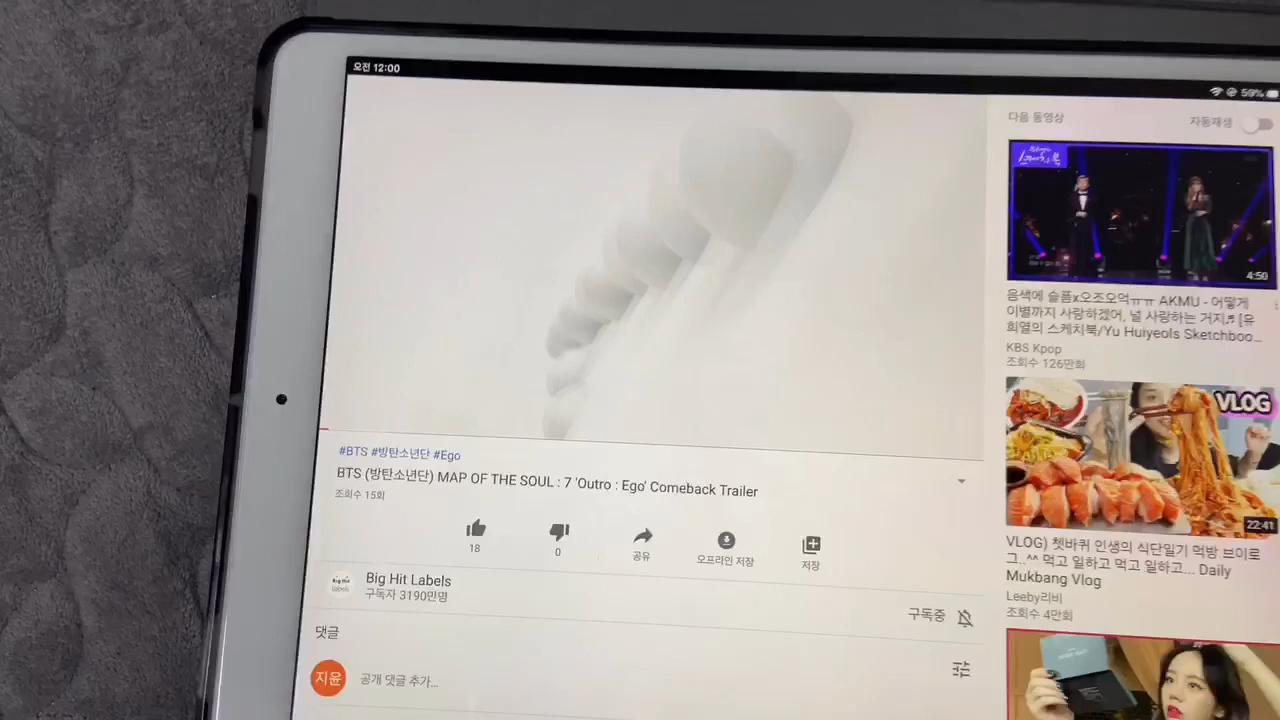 오전 12:00
59%
다음 동영상
자동재생
4:50
음색에 슬픔x오조오억ㅠㅠ AKMU - 어떻게
이별까지 사랑하겠어, 널 사랑하는 거지♬ [유
희열의 스케치북/Yu Huiyeols Sketchboo...
KBS Kpop
조회수 126만회
VLOG
22:41
VLOG) 쳇바퀴 인생의 식단일기 먹방 브이로
그..^^ 먹고 일하고 먹고 일하고... Daily
Mukbang Vlog
Leeby리비
조회수 4만회
#BTS #방탄소년단 #Ego
BTS (방탄소년단) MAP OF THE SOUL : 7 'Outro : Ego' Comeback Trailer
조회수 15회
18
0
공유
오프라인 저장
저장
Big Hit
Labels
Big Hit Labels
구독자 3190만명
구독중
댓글
지윤
공개 댓글 추가...